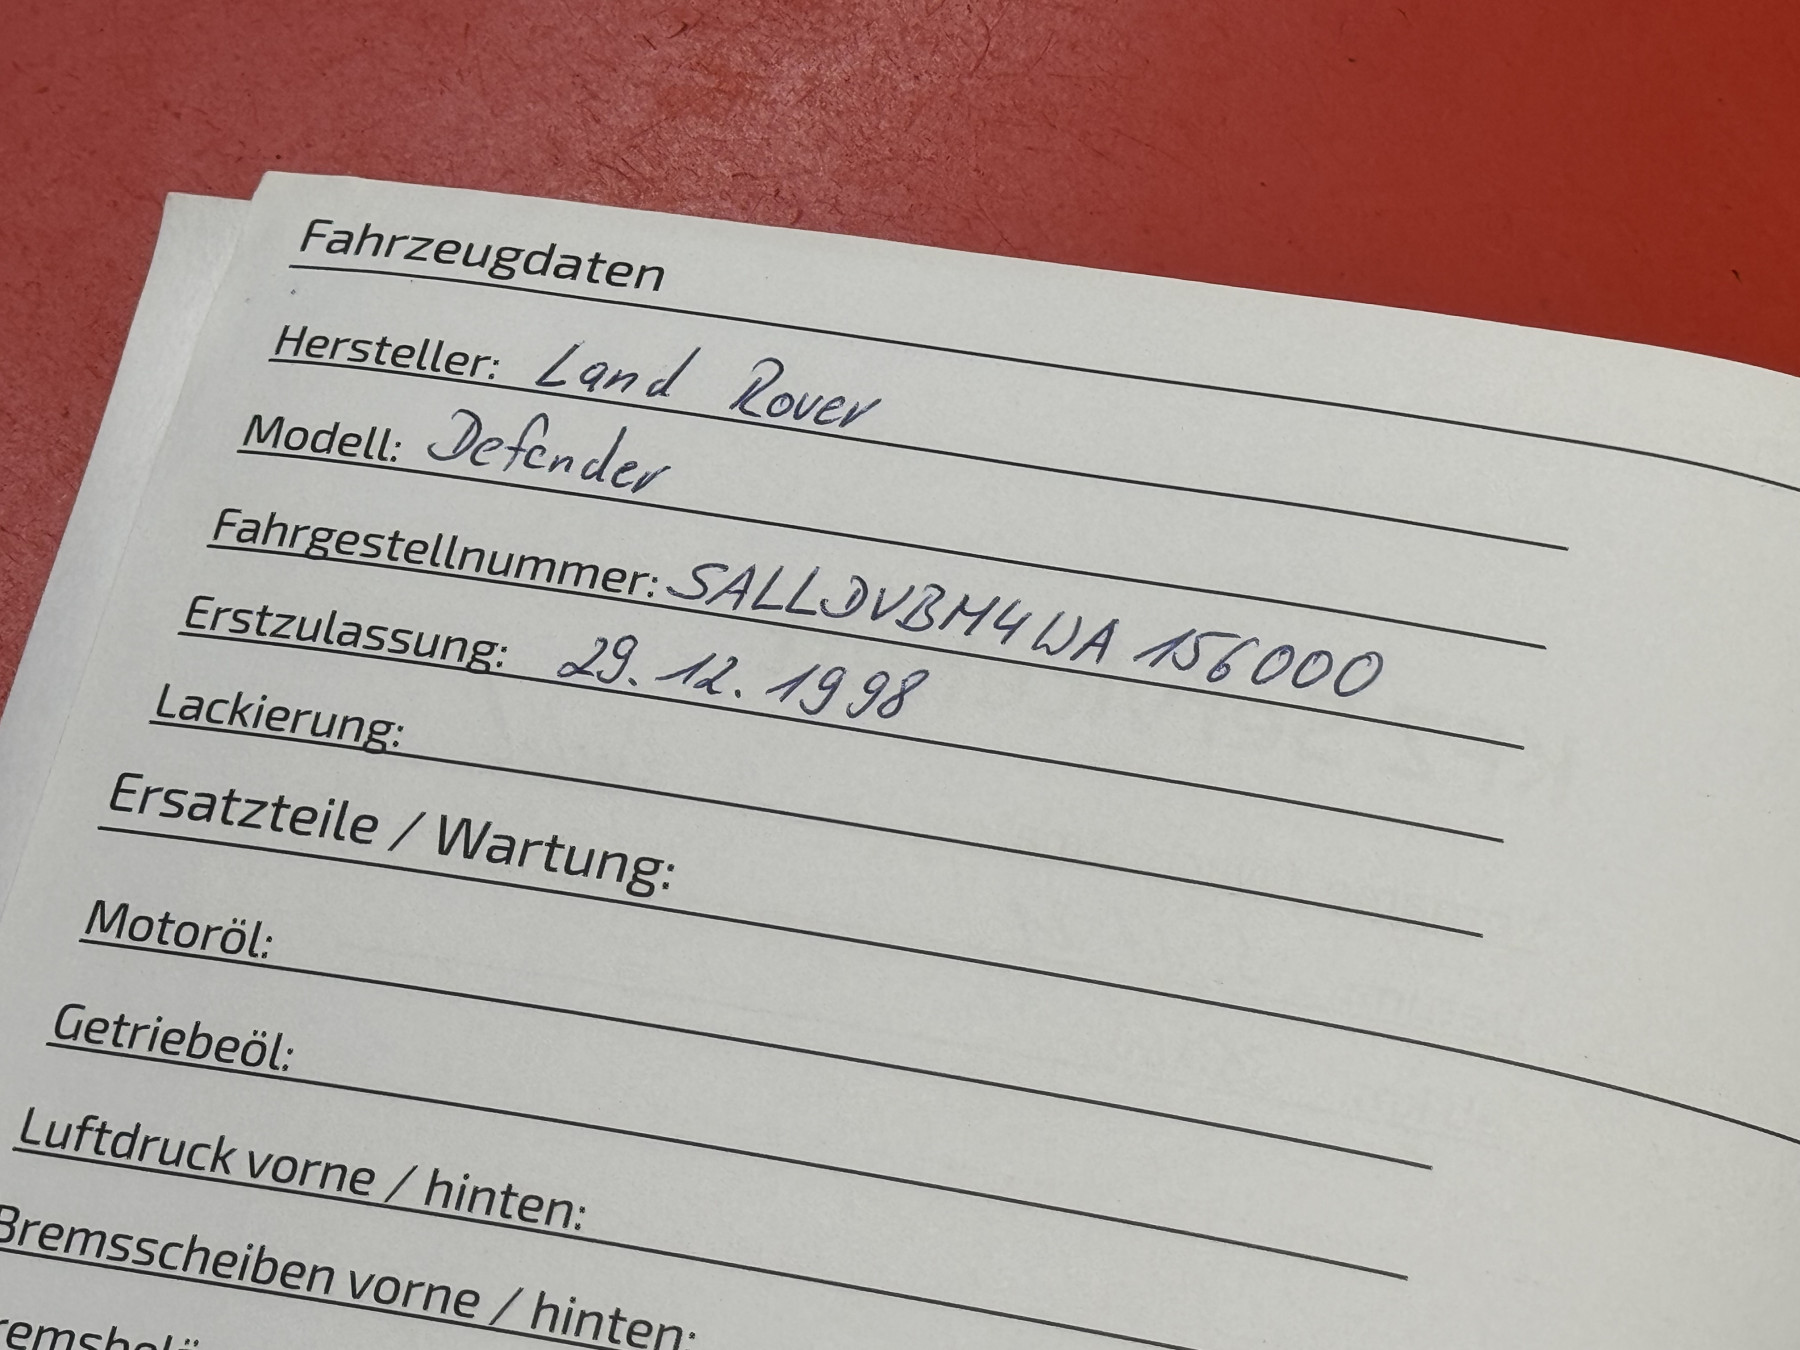 Fahrzeugdaten
Hersteller: Land Rover
Modell: Defender
Fahrgestellnummer: SALLDVBM4WA 156000
Erstzulassung: 29.12.1998
Lackierung:
Ersatzteile / Wartung:
Motoröl:
Getriebeöl:
Luftdruck vorne / hinten:
Bremsscheiben vorne / hinten: